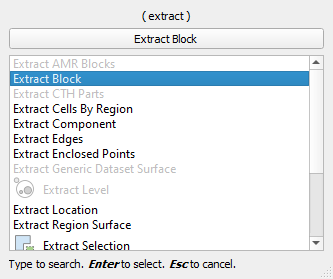 ( extract )
Extract Block
Extract AMR Blocks
Extract Block
Extract CTH Parts
Extract Cells By Region
Extract Component
Extract Edges
Extract Enclosed Points
Extract Generic Dataset Surface
Extract Level
Extract Location
Extract Region Surface
Extract Selection
Type to search. Enter to select. Esc to cancel.